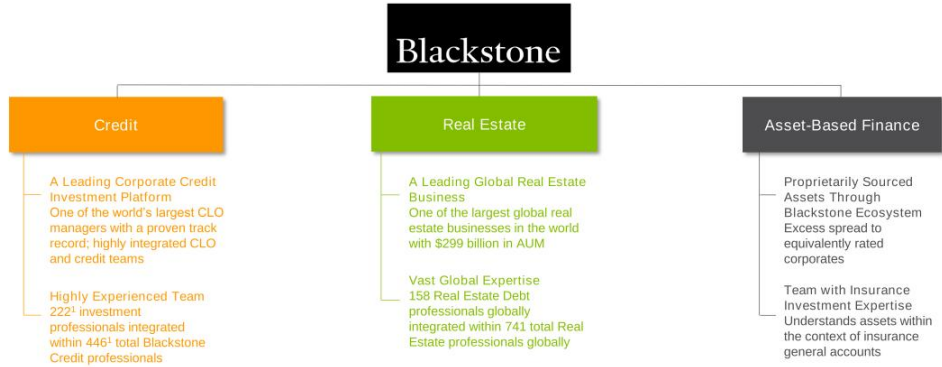 Blackstone
Credit
A Leading Corporate Credit
Investment Platform
One of the world's largest CLO
managers with a proven track
record; highly integrated CLO
and credit teams
Highly Experienced Team
222¹ investment
professionals integrated
within 446¹ total Blackstone
Credit professionals
Real Estate
A Leading Global Real Estate
Business
One of the largest global real
estate businesses in the world
with $299 billion in AUM
Vast Global Expertise
158 Real Estate Debt
professionals globally
integrated within 741 total Real
Estate professionals globally
Asset-Based Finance
Proprietarily Sourced
Assets Through
Blackstone Ecosystem
Excess spread to
equivalently rated
corporates
Team with Insurance
Investment Expertise
Understands assets within
the context of insurance
general accounts